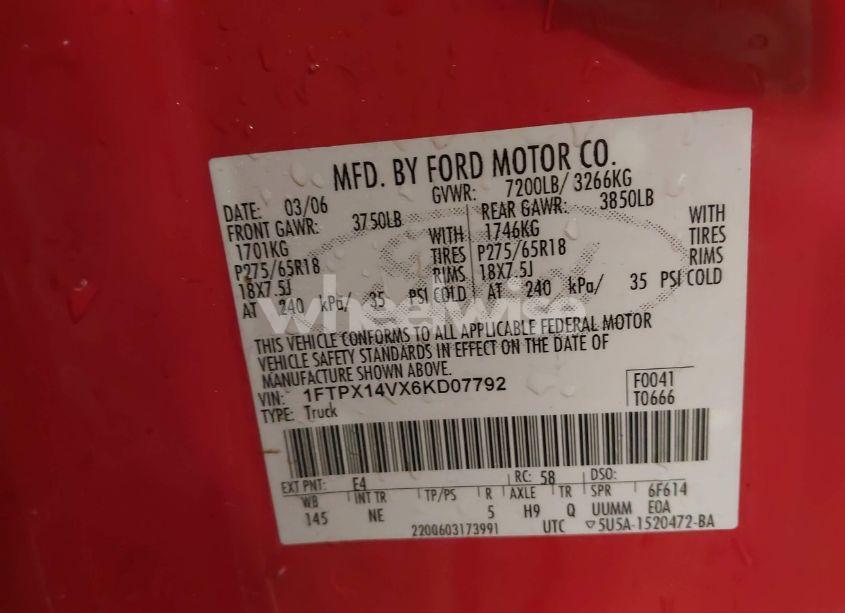 MFD. BY FORD MOTOR CO.
DATE: 03/06 GVWR: 7200LB/ 3266KG
FRONT GAWR: 3750LB REAR GAWR: 3850LB
1701KG WITH 1746KG WITH
P275/65R18 TIRES P275/65R18 TIRES
18X7.5J RIMS 18X7.5J RIMS
AT 240 kPa/ 35 PSI COLD AT 240 kPa/ 35 PSI COLD
THIS VEHICLE CONFORMS TO ALL APPLICABLE FEDERAL MOTOR
VEHICLE SAFETY STANDARDS IN EFFECT ON THE DATE OF
MANUFACTURE SHOWN ABOVE.
VIN: 1FTPX14VX6KD07792 F0041
TYPE: Truck T0666
EXT PNT: E4 RC: 58 DSO:
WB INT TR TP/PS R AXLE TR SPR 6F614
145 NE 5 H9 Q UUMM EOA
2200603173991 UTC ▽5U5A-1520472-BA
wheelwise